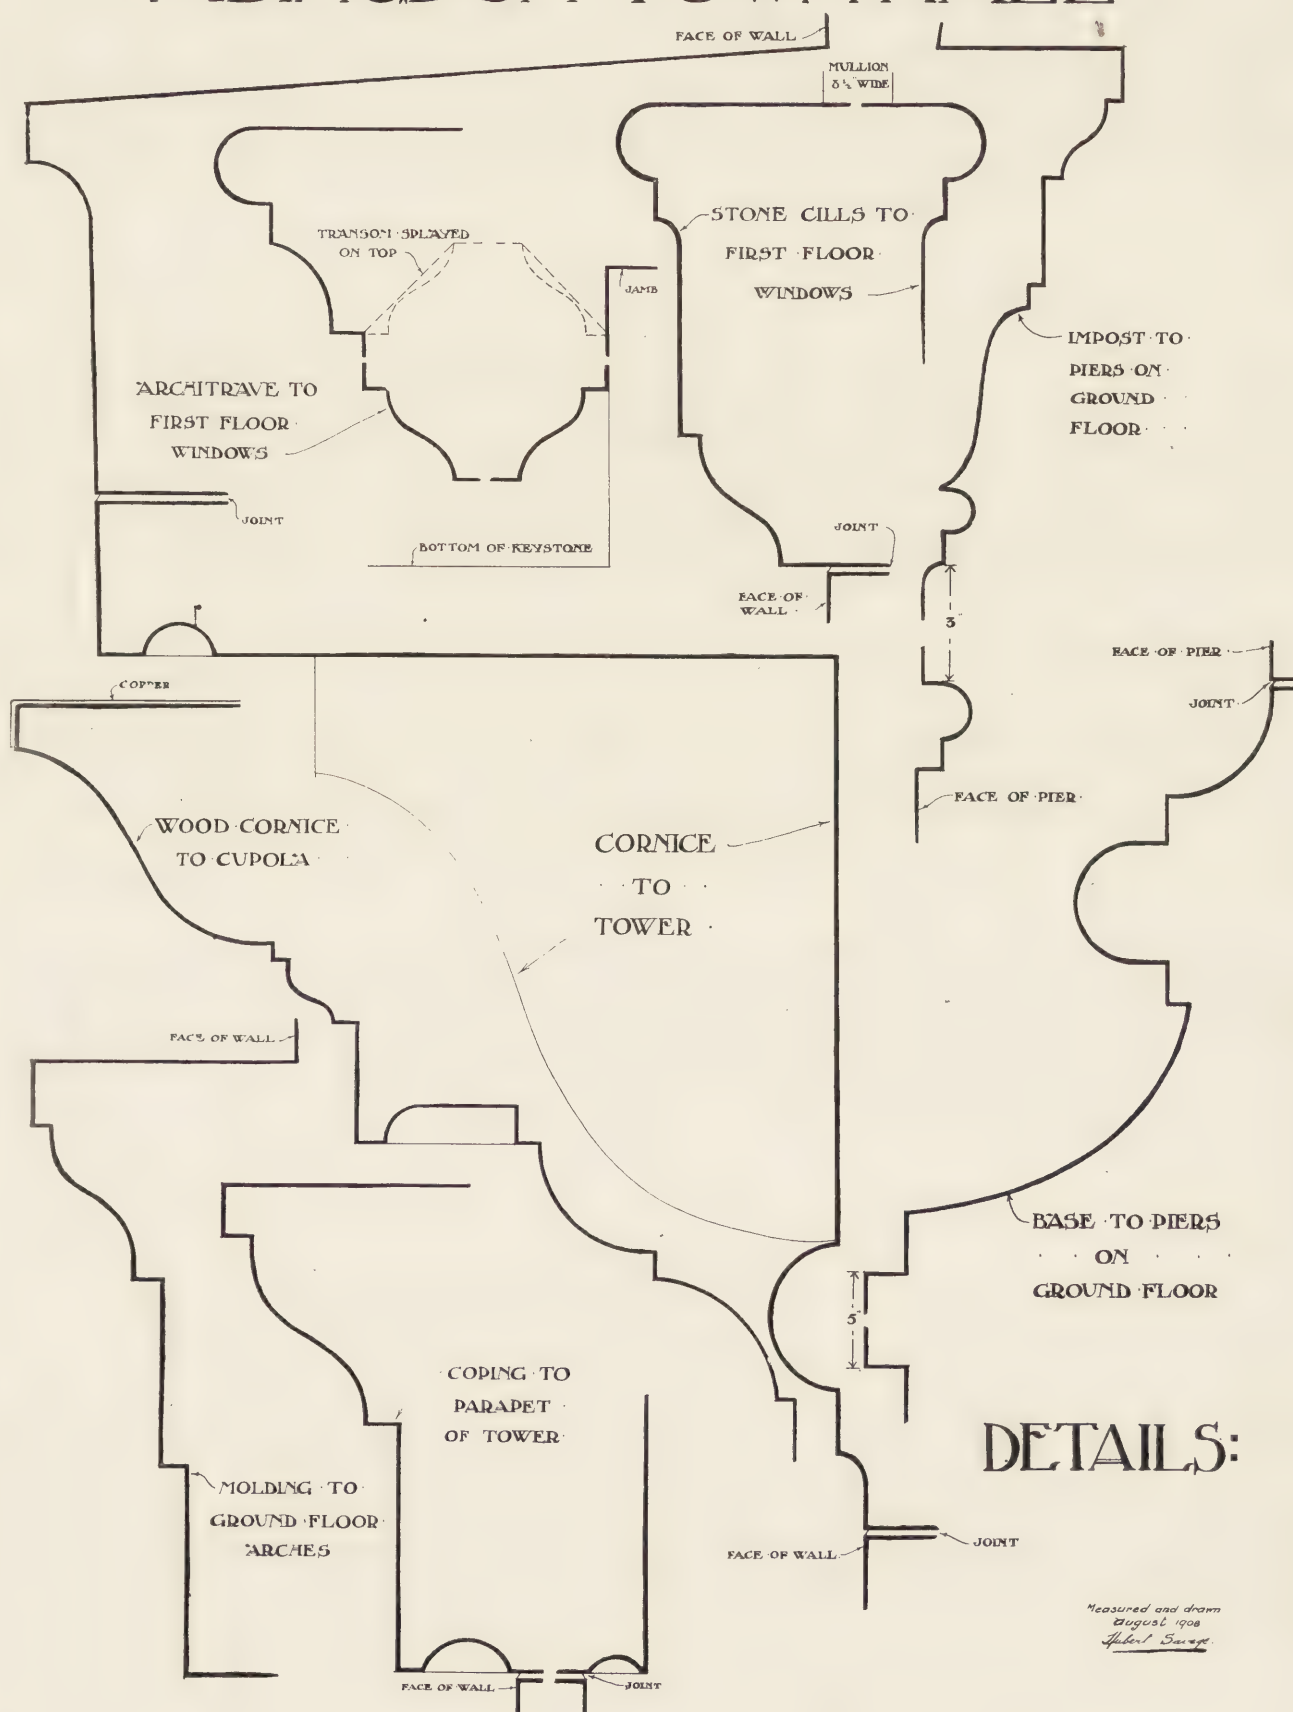 FACE OF WALL
MULLION
WIDE
TRANSOM SPLAYED
ON TOP
JAMB
STONE CILLS TO
FIRST FLOOR
WINDOWS
IMPOST TO
PIERS ON
GROUND
FLOOR
ARCHITRAVE TO
FIRST FLOOR
WINDOWS
JOINT
BOTTOM OF KEYSTONE
JOINT
FACE OF
WALL
3"
FACE OF PIER
JOINT
COPPER
FACE OF PIER
WOOD CORNICE
TO CUPOLA
CORNICE
TO
TOWER
FACE OF WALL
BASE TO PIERS
ON
GROUND FLOOR
5"
COPING TO
PARAPET
OF TOWER
DETAILS:
MOLDING TO
GROUND FLOOR
ARCHES
FACE OF WALL
JOINT
Measured and drawn
August 1908
Hubert Savage.
FACE OF WALL
JOINT